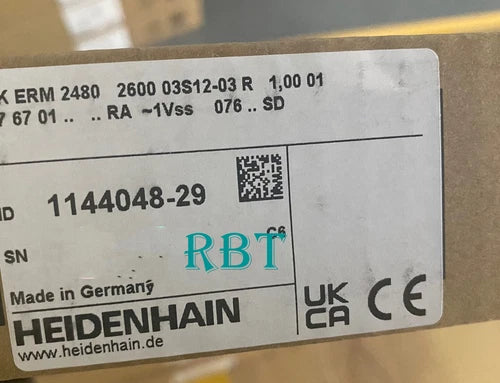 K ERM 2480 2600 03S12-03 R 1,00 01
7 67 01 .. .. RA ~1Vss 076 .. SD
ID 1144048-29
SN
C6
RBT
Made in Germany
HEIDENHAIN
www.heidenhain.de
UK
CA CE